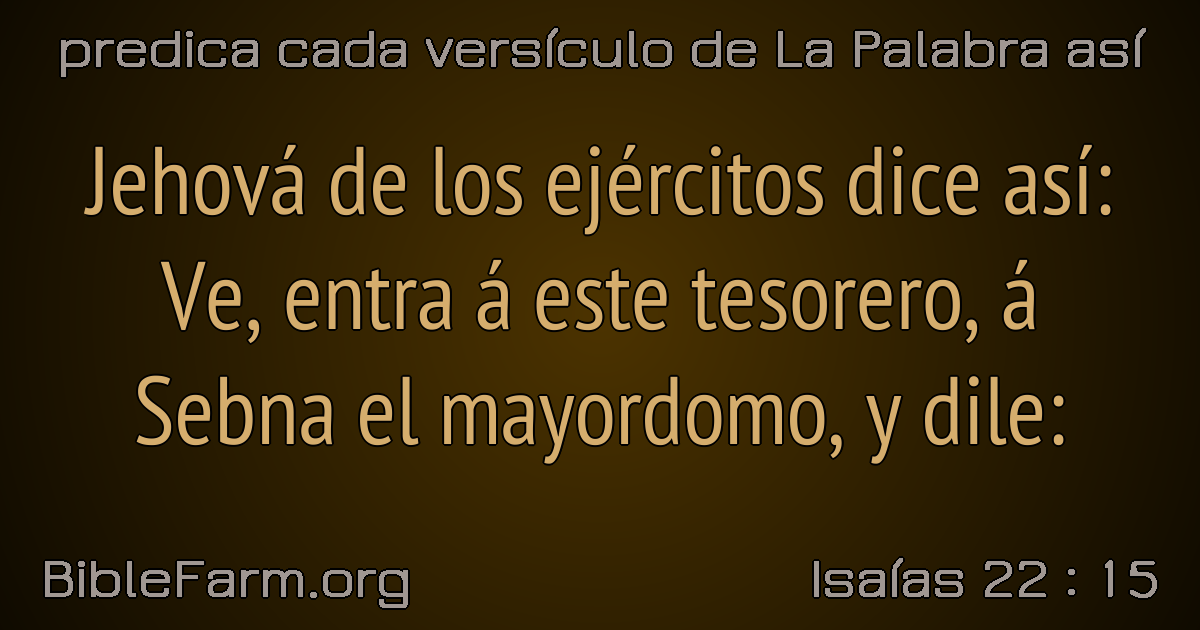 predica cada versículo de La Palabra así
Jehová de los ejércitos dice así:
Ve, entra á este tesorero, á
Sebna el mayordomo, y dile:
BibleFarm.org
Isaías 22 : 15